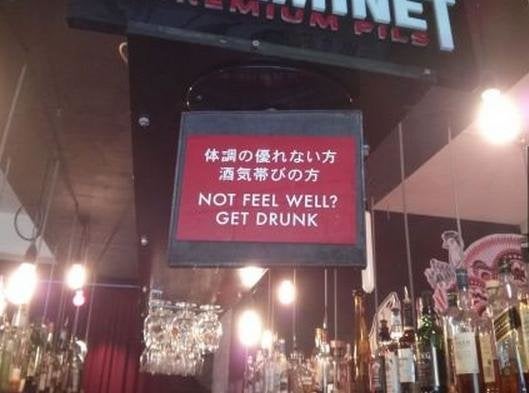 PREMIUM PILS
体調の優れない方
酒気帯びの方
NOT FEEL WELL?
GET DRUNK